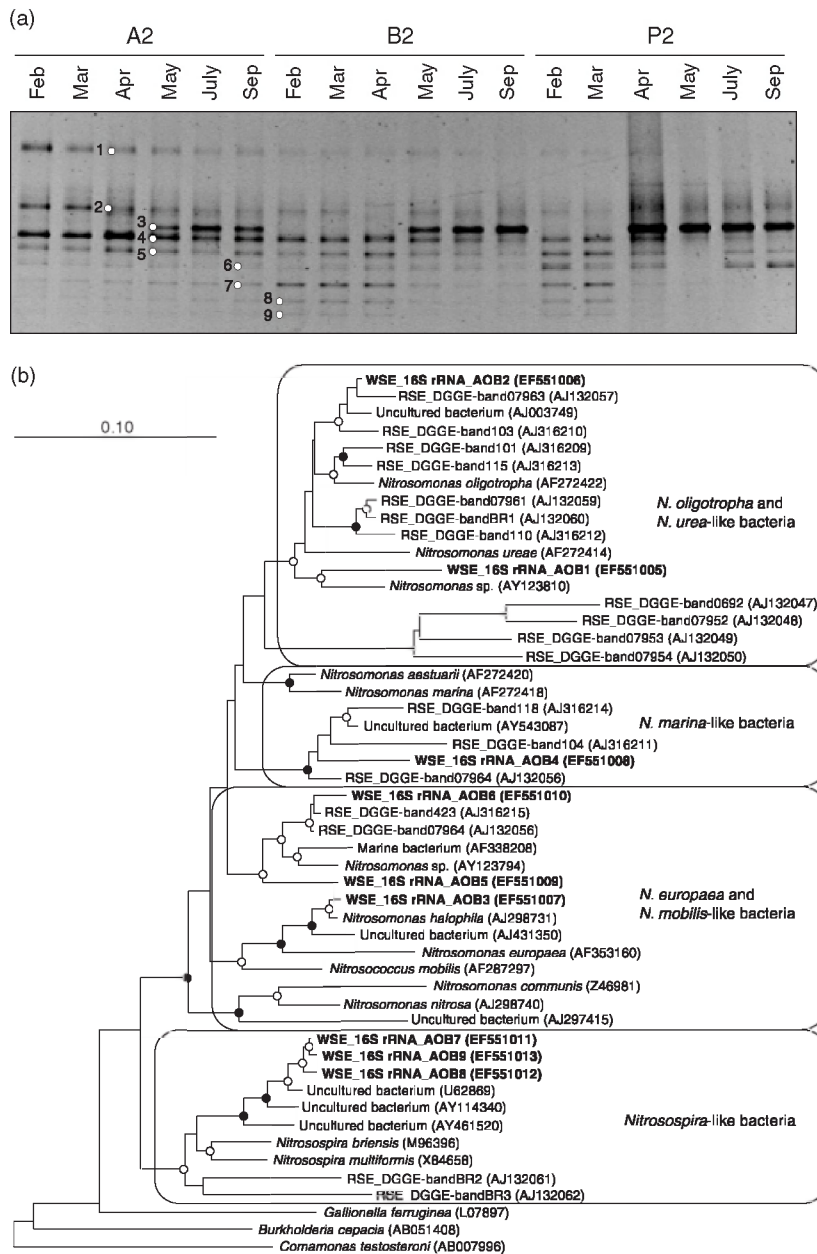 (a)
A2 B2 P2
Feb Mar Apr May July Sep Feb Mar Apr May July Sep Feb Mar Apr May July Sep
1
2
3
4
5
6
7
8
9
(b)
0.10
WSE_16S rRNA_AOB2 (EF551006)
RSE_DGGE-band07963 (AJ132057)
Uncultured bacterium (AJ003749)
RSE_DGGE-band103 (AJ316210)
RSE_DGGE-band101 (AJ316209)
RSE_DGGE-band115 (AJ316213)
Nitrosomonas oligotropha (AF272422)
RSE_DGGE-band07961 (AJ132059)
RSE_DGGE-bandBR1 (AJ132060)
RSE_DGGE-band110 (AJ316212)
N. oligotropha and
N. urea-like bacteria
Nitrosomonas ureae (AF272414)
WSE_16S rRNA_AOB1 (EF551005)
Nitrosomonas sp. (AY123810)
RSE_DGGE-band0692 (AJ132047)
RSE_DGGE-band07952 (AJ132048)
RSE_DGGE-band07953 (AJ132049)
RSE_DGGE-band07954 (AJ132050)
Nitrosomonas aestuarii (AF272420)
Nitrosomonas marina (AF272418)
RSE_DGGE-band118 (AJ316214)
Uncultured bacterium (AY543087)
N. marina-like bacteria
RSE_DGGE-band104 (AJ316211)
WSE_16S rRNA_AOB4 (EF551008)
RSE_DGGE-band07964 (AJ132056)
WSE_16S rRNA_AOB6 (EF551010)
RSE_DGGE-band423 (AJ316215)
RSE_DGGE-band07964 (AJ132056)
Marine bacterium (AF338208)
Nitrosomonas sp. (AY123794)
WSE_16S rRNA_AOB5 (EF551009)
WSE_16S rRNA_AOB3 (EF551007)
Nitrosomonas halophila (AJ298731)
N. europaea and
N. mobilis-like bacteria
Uncultured bacterium (AJ431350)
Nitrosomonas europaea (AF353160)
Nitrosococcus mobilis (AF287297)
Nitrosomonas communis (Z46981)
Nitrosomonas nitrosa (AJ298740)
Uncultured bacterium (AJ297415)
WSE_16S rRNA_AOB7 (EF551011)
WSE_16S rRNA_AOB9 (EF551013)
WSE_16S rRNA_AOB8 (EF551012)
Uncultured bacterium (U62869)
Uncultured bacterium (AY114340)
Uncultured bacterium (AY461520)
Nitrosospira-like bacteria
Nitrosospira briensis (M96396)
Nitrosospira multiformis (X84658)
RSE_DGGE-bandBR2 (AJ132061)
RSE_DGGE-bandBR3 (AJ132062)
Gallionella ferruginea (L07897)
Burkholderia cepacia (AB051408)
Comamonas testosteroni (AB007996)